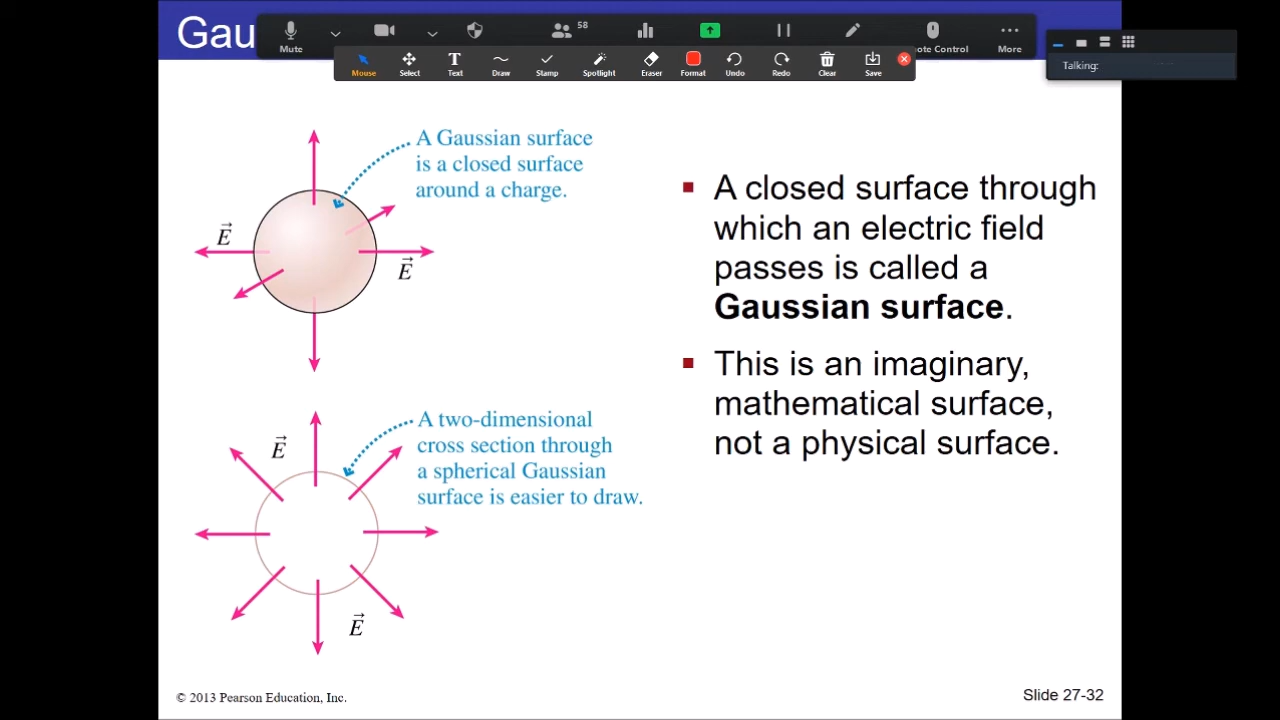 Gau
58
Mute
ote Control
More
Mouse
Select
Text
Draw
Stamp
Spotlight
Eraser
Format
Undo
Redo
Clear
Save
Talking:
A Gaussian surface
is a closed surface
around a charge.
E
E
A closed surface through
which an electric field
passes is called a
Gaussian surface.
This is an imaginary,
mathematical surface,
not a physical surface.
A two-dimensional
cross section through
a spherical Gaussian
surface is easier to draw.
E
E
© 2013 Pearson Education, Inc.
Slide 27-32